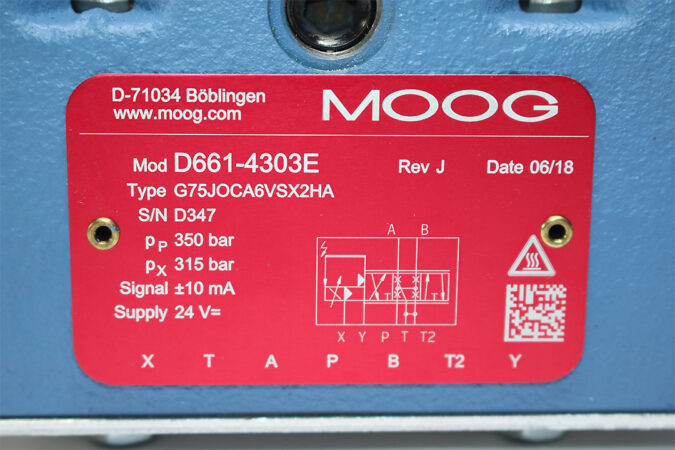 D-71034 Böblingen
www.moog.com
MOOG
Mod D661-4303E Rev J Date 06/18
Type G75JOCA6VSX2HA
S/N D347
pP 350 bar
pX 315 bar
Signal ±10 mA
Supply 24 V=
A B
T T
X Y P T T2
X T A P B T2 Y